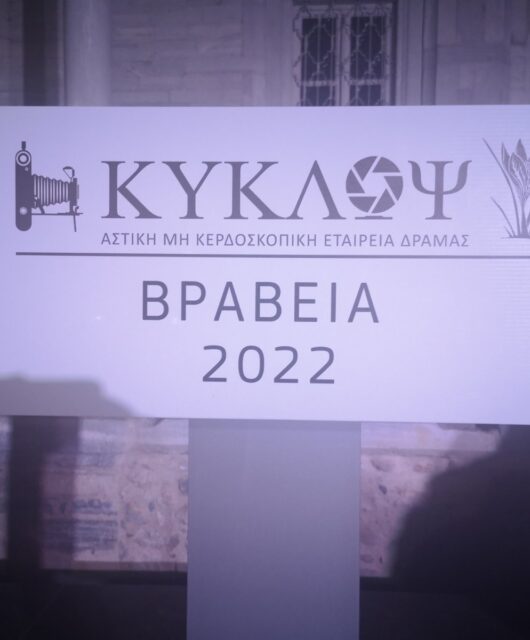 ΚΥΚΛΟΨ
ΑΣΤΙΚΗ ΜΗ ΚΕΡΔΟΣΚΟΠΙΚΗ ΕΤΑΙΡΕΙΑ ΔΡΑΜΑΣ
ΒΡΑΒΕΙΑ
2022